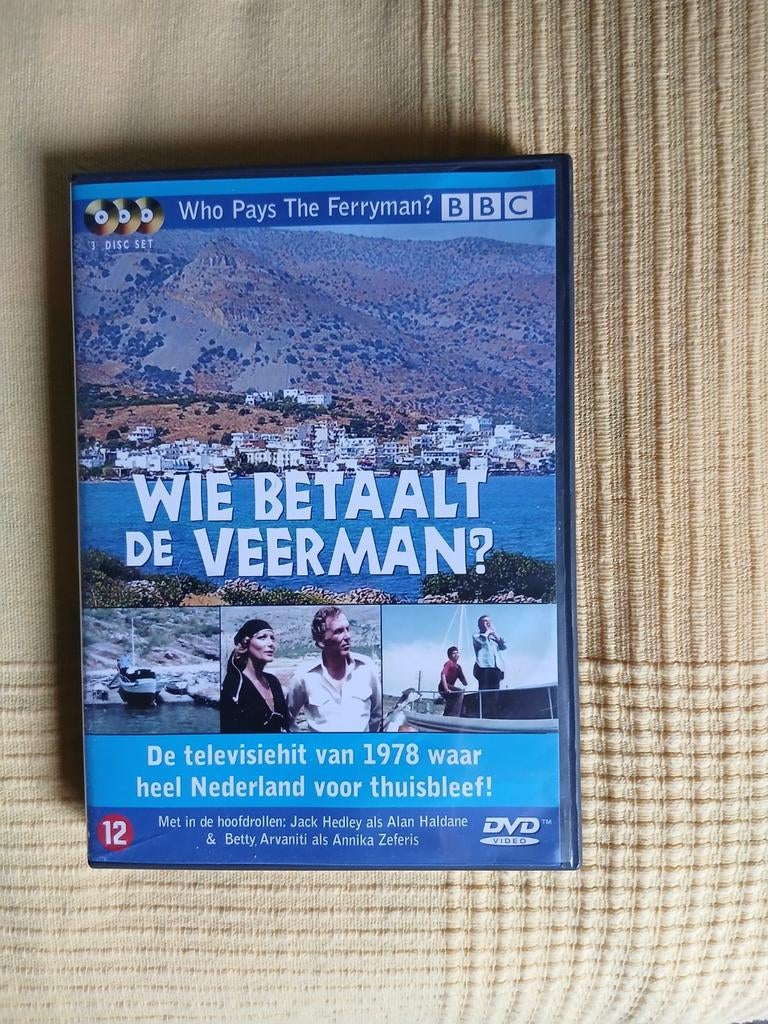 Who Pays The Ferryman? BBC
3 DISC SET
WIE BETAALT
DE VEERMAN?
De televisiehit van 1978 waar
heel Nederland voor thuisbleef!
12
Met in de hoofdrollen: Jack Hedley als Alan Haldane
& Betty Arvaniti als Annika Zeferis
DVD™
VIDEO